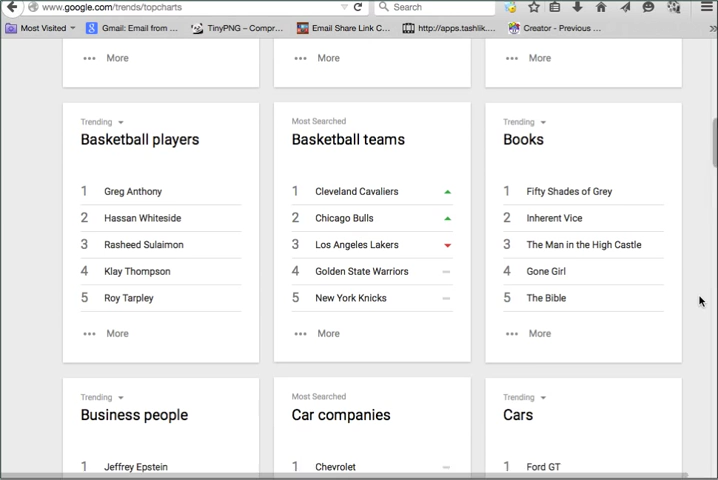 www.google.com/trends/topcharts
Search
Most Visited
Gmail: Email from ...
TinyPNG – Compr...
Email Share Link C...
http://apps.tashlik...
Creator - Previous ...
More
More
More
Trending
Basketball players
1 Greg Anthony
2 Hassan Whiteside
3 Rasheed Sulaimon
4 Klay Thompson
5 Roy Tarpley
More
Most Searched
Basketball teams
1 Cleveland Cavaliers
2 Chicago Bulls
3 Los Angeles Lakers
4 Golden State Warriors
5 New York Knicks
More
Trending
Books
1 Fifty Shades of Grey
2 Inherent Vice
3 The Man in the High Castle
4 Gone Girl
5 The Bible
More
Trending
Business people
1 Jeffrey Epstein
Most Searched
Car companies
1 Chevrolet
Trending
Cars
1 Ford GT